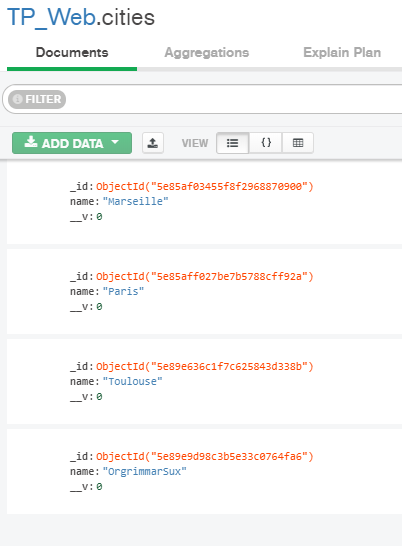 TP_Web.cities
Documents Aggregations Explain Plan
FILTER
ADD DATA VIEW { }
_id: ObjectId("5e85af03455f8f2968870900")
name: "Marseille"
__v: 0
_id: ObjectId("5e85aff027be7b5788cff92a")
name: "Paris"
__v: 0
_id: ObjectId("5e89e636c1f7c625843d338b")
name: "Toulouse"
__v: 0
_id: ObjectId("5e89e9d98c3b5e33c0764fa6")
name: "OrgrimmarSux"
__v: 0